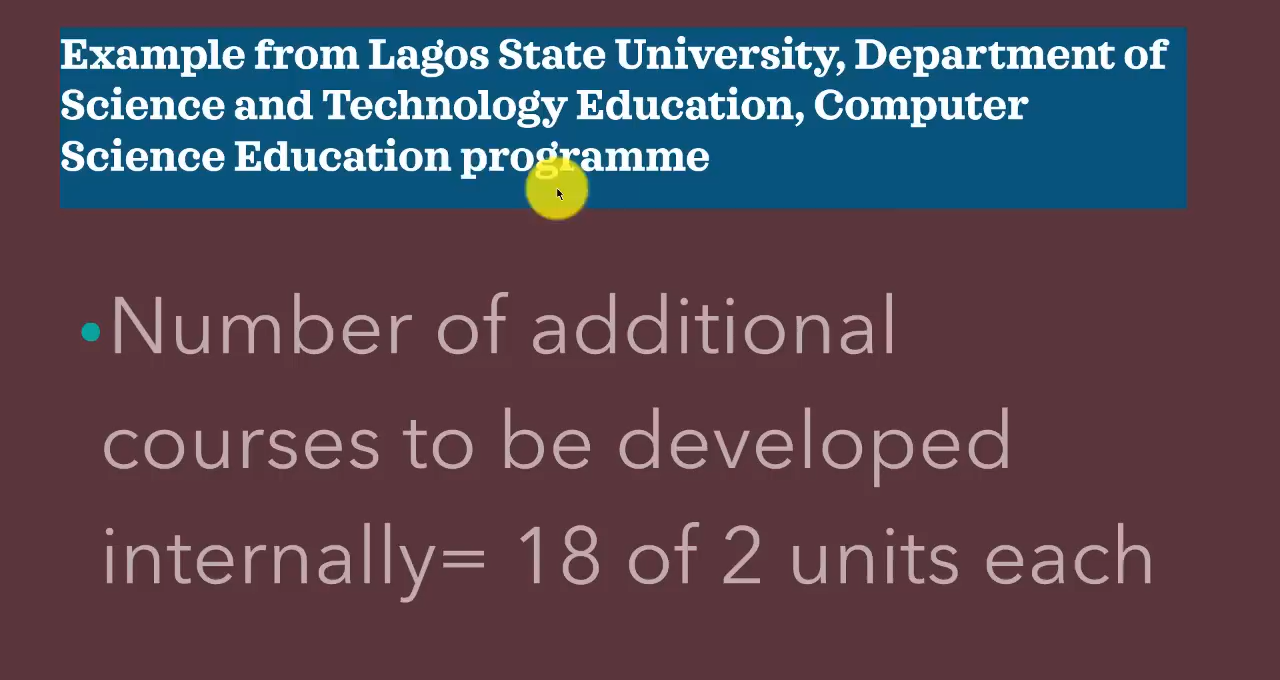 Example from Lagos State University, Department of
Science and Technology Education, Computer
Science Education programme
•Number of additional
courses to be developed
internally= 18 of 2 units each